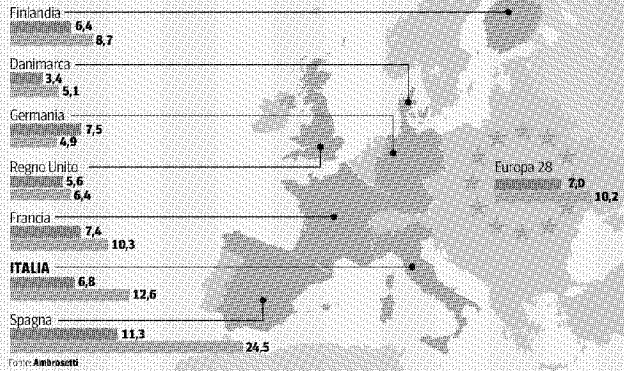 Finlandia
6,4
8,7
Danimarca
3,4
5,1
Germania
7,5
4,9
Regno Unito
5,6
6,4
Francia
7,4
10,3
ITALIA
6,8
12,6
Spagna
11,3
24,5
Europa 28
7,0
10,2
Fonte: Ambrosetti